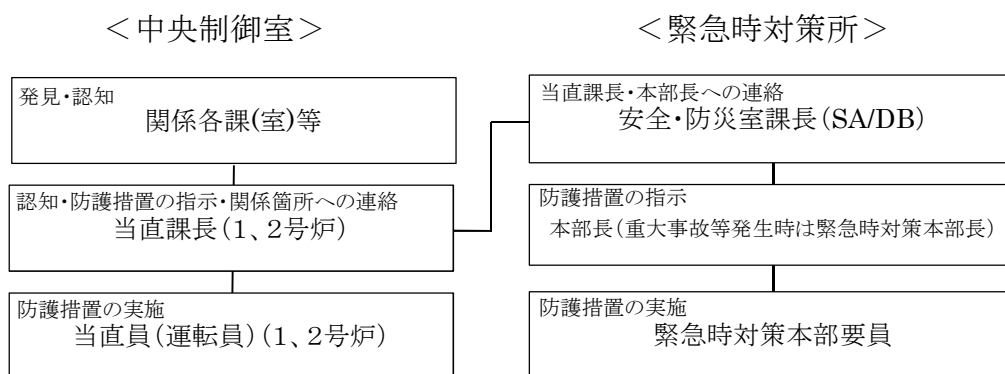 ＜中央制御室＞
発見・認知
関係各課(室)等
認知・防護措置の指示・関係箇所への連絡
当直課長(1、2号炉)
防護措置の実施
当直員(運転員)(1、2号炉)
＜緊急時対策所＞
当直課長・本部長への連絡
安全・防災室課長(SA/DB)
防護措置の指示
本部長(重大事故等発生時は緊急時対策本部長)
防護措置の実施
緊急時対策本部要員